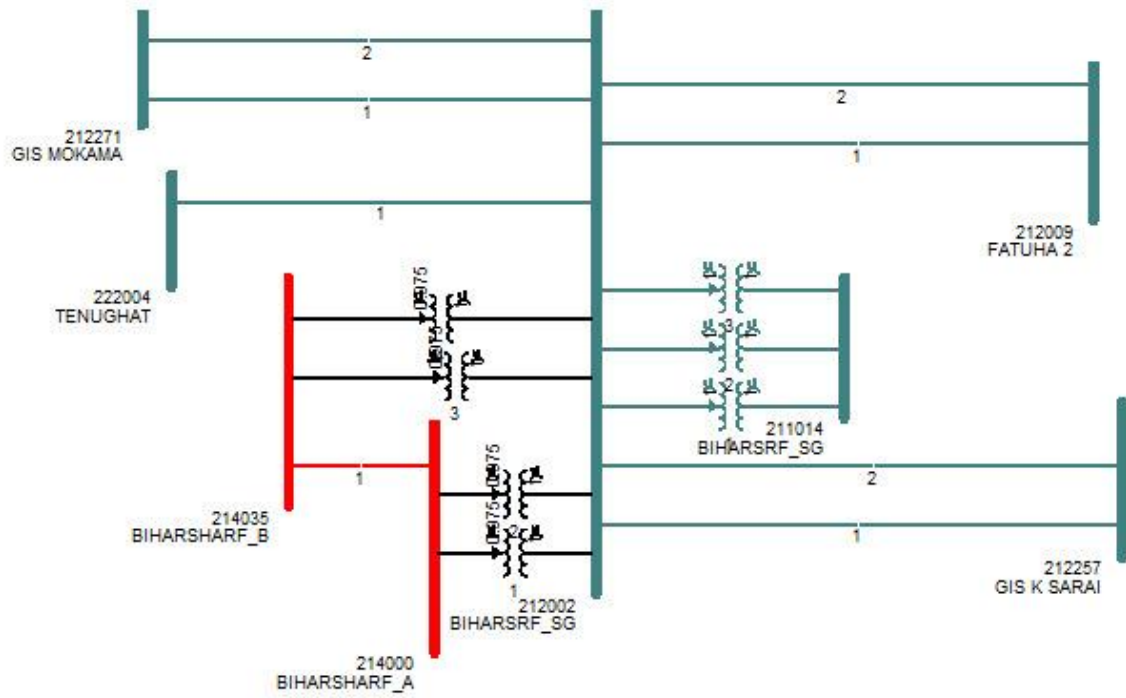 2
1
212271
GIS MOKAMA
2
1
212009
FATUHA 2
1
222004
TENUGHAT
3
3
2
211014
BIHARSRF_SG
1
214035
BIHARSHARF_B
2
1
212002
BIHARSRF_SG
2
1
212257
GIS K SARAI
214000
BIHARSHARF_A